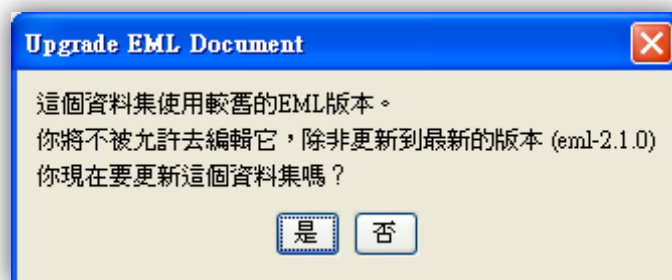 Upgrade EML Document
這個資料集使用較舊的EML版本。
你將不被允許去編輯它，除非更新到最新的版本 (eml-2.1.0)
你現在要更新這個資料集嗎？
是
否